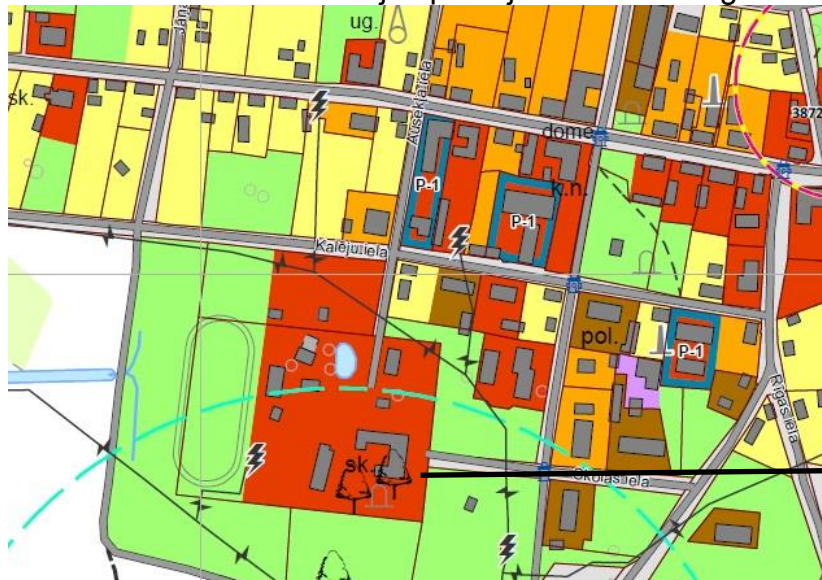 ug.
Ausekļa iela
3872
sk.
dome
k.n.
P-1
P-1
Kalēju iela
pol.
P-1
Rīgas iela
sk.
Skolas iela